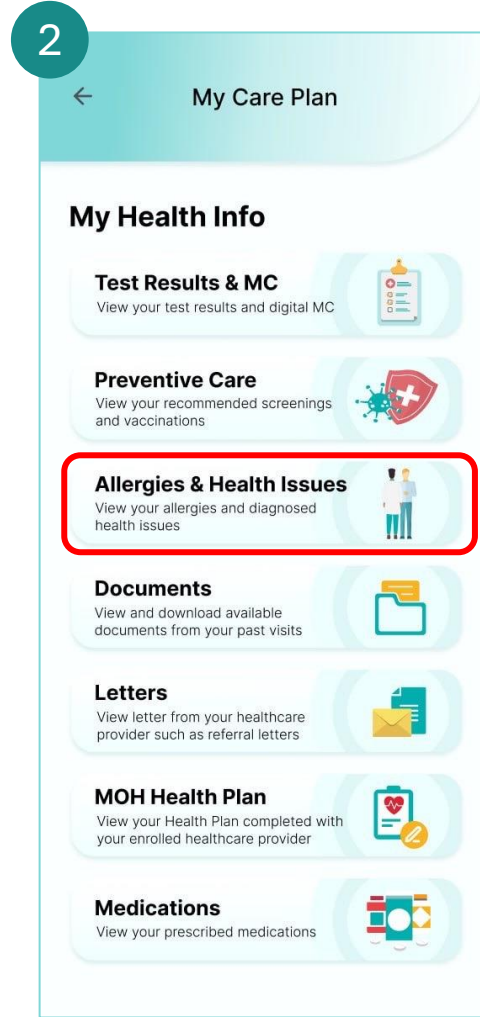 2
My Care Plan
My Health Info
Test Results & MC
View your test results and digital MC
Preventive Care
View your recommended screenings
and vaccinations
Allergies & Health Issues
View your allergies and diagnosed
health issues
Documents
View and download available
documents from your past visits
Letters
View letter from your healthcare
provider such as referral letters
MOH Health Plan
View your Health Plan completed with
your enrolled healthcare provider
Medications
View your prescribed medications